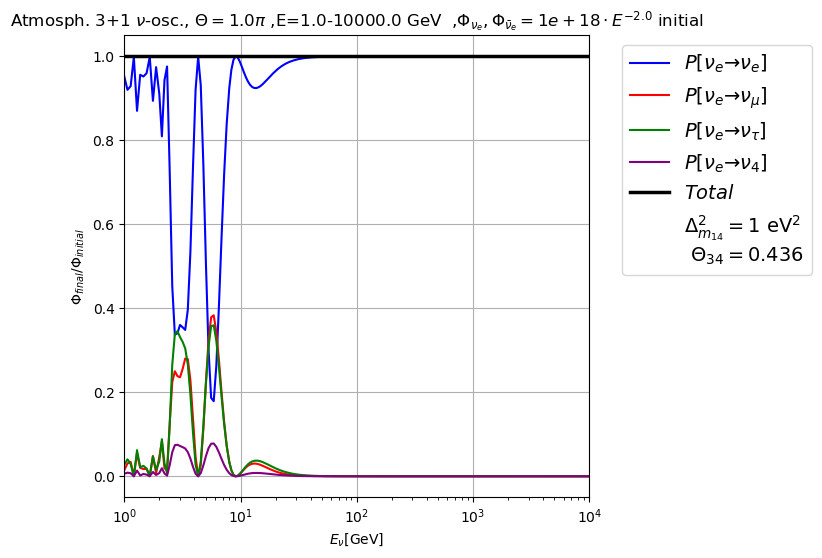 Atmosph. 3+1 ν-osc., Θ = 1.0π ,E=1.0-10000.0 GeV ,Φ_{ν_e}, Φ_{ν̄_e} = 1e + 18 · E^{−2.0} initial
P[ν_e→ν_e]
P[ν_e→ν_μ]
P[ν_e→ν_τ]
P[ν_e→ν_4]
Total
Δ^2_{m_{14}} = 1 eV^2
Θ_{34} = 0.436
Φ_{final}/Φ_{initial}
1.0
0.8
0.6
0.4
0.2
0.0
10^0 10^1 10^2 10^3 10^4
E_ν[GeV]